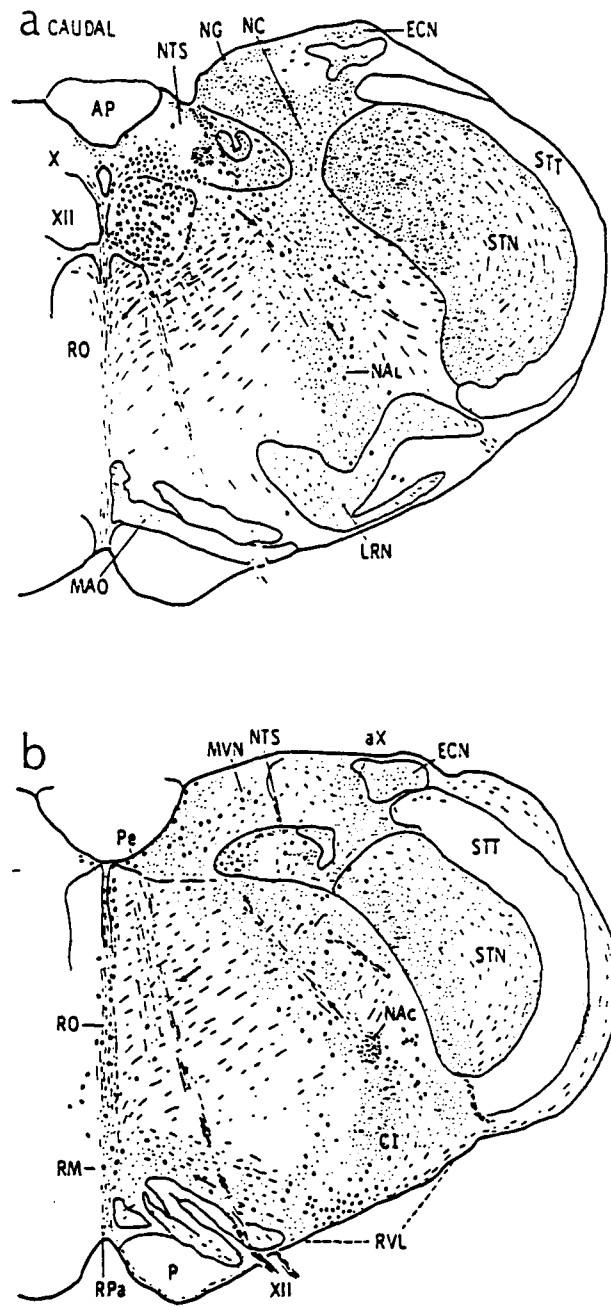 a CAUDAL
NG
NC
ECN
NTS
AP
X
STT
XII
STN
RO
NAL
LRN
MAO
b
MVN
NTS
aX
ECN
Pe
STT
STN
RO
NAC
CI
RM
RVL
P
RPa
XII